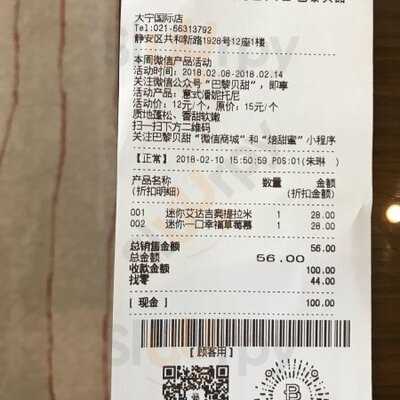 大宁国际店
Tel:021-66313792
静安区共和新路1928号12座1楼
本周微信产品活动
活动时间：2018.02.08-2018.02.14
关注微信公众号“巴黎贝甜”，即享
活动产品：意式潘妮托尼
活动价：12元/个，原价：15元/个
质地蓬松、香甜软嫩
扫一扫下方二维码
关注巴黎贝甜“微信商城”和“焙甜蜜”小程序
【正常】 2018-02-10 15:50:59 POS:01(朱琳 )
产品名称 数量 金额
(折扣明细) (折扣金额)
001 迷你艾达吉奥提拉米 1 28.00
002 迷你一口幸福草莓慕 1 28.00
总销售金额 56.00
总金额 56.00
收款金额 100.00
找零 44.00
[ 现金 ] 100.00
[ 顾客用 ]